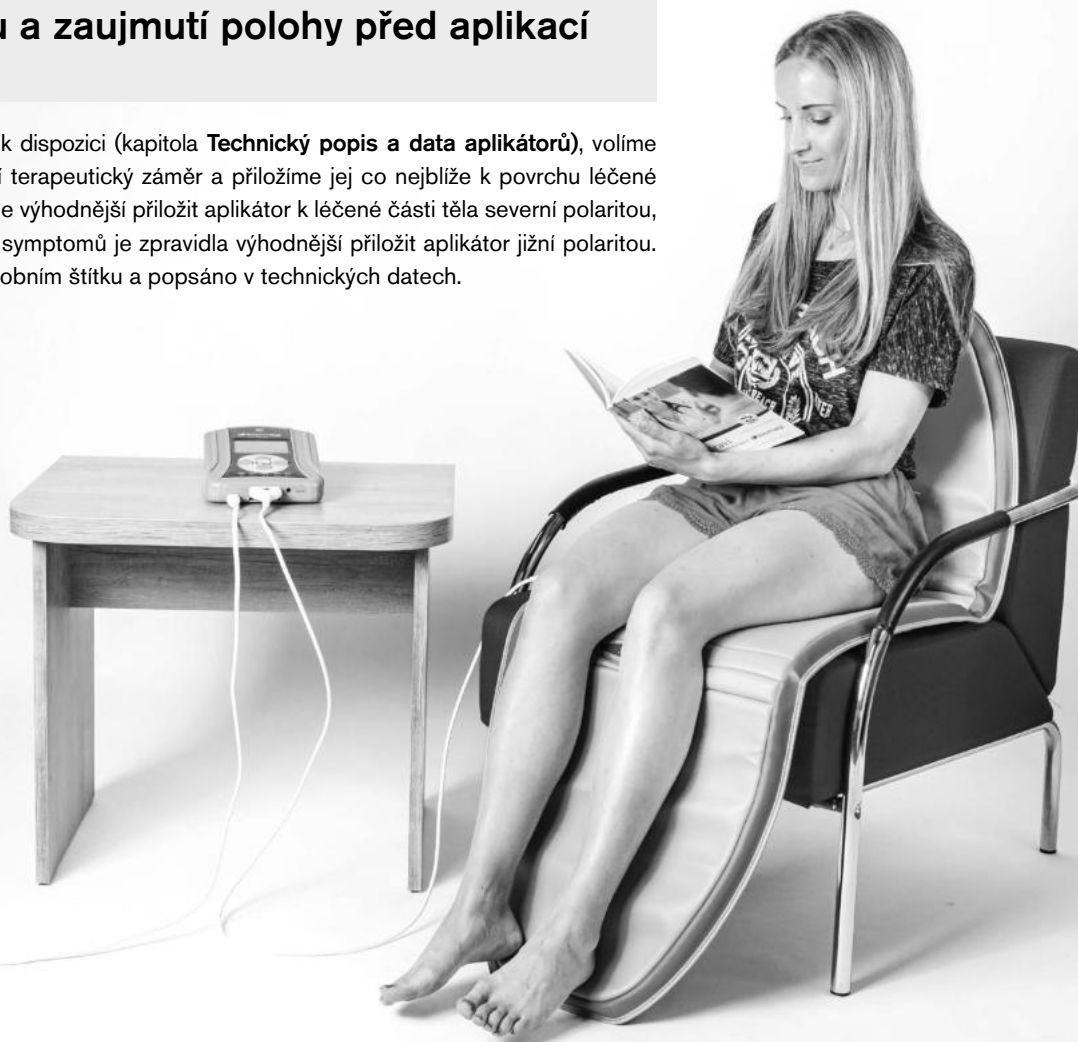 u a zaujmutí polohy před aplikací
k dispozici (kapitola Technický popis a data aplikátorů), volíme
í terapeutický záměr a přiložíme jej co nejblíže k povrchu léčené
e výhodnější přiložit aplikátor k léčené části těla severní polaritou,
symptomů je zpravidla výhodnější přiložit aplikátor jižní polaritou.
obním štítku a popsáno v technických datech.